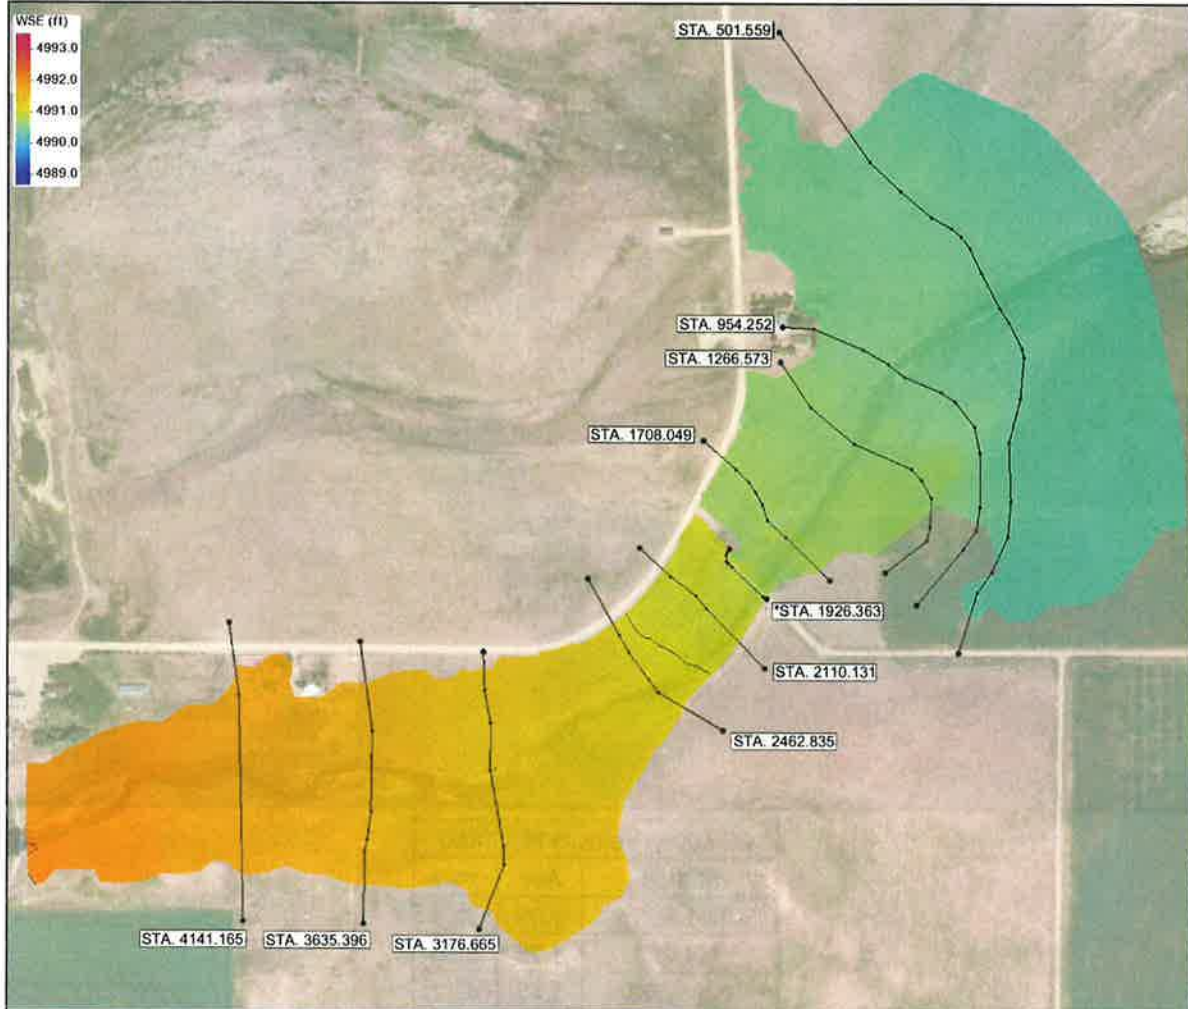 WSE (ft)
4993.0
4992.0
4991.0
4990.0
4989.0
STA. 501.559
STA. 954.252
STA. 1266.573
STA. 1708.049
*STA. 1926.363
STA. 2110.131
STA. 2462.835
STA. 4141.165
STA. 3635.396
STA. 3176.665